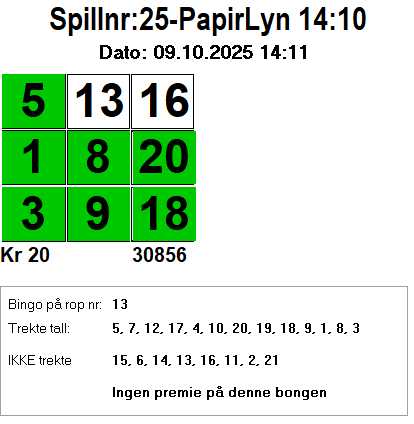 Spillnr:25-PapirLyn 14:10
Dato: 09.10.2025 14:11
5 13 16
1 8 20
3 9 18
Kr 20 30856
Bingo på rop nr: 13
Trekte tall: 5, 7, 12, 17, 4, 10, 20, 19, 18, 9, 1, 8, 3
IKKE trekte 15, 6, 14, 13, 16, 11, 2, 21
Ingen premie på denne bongen